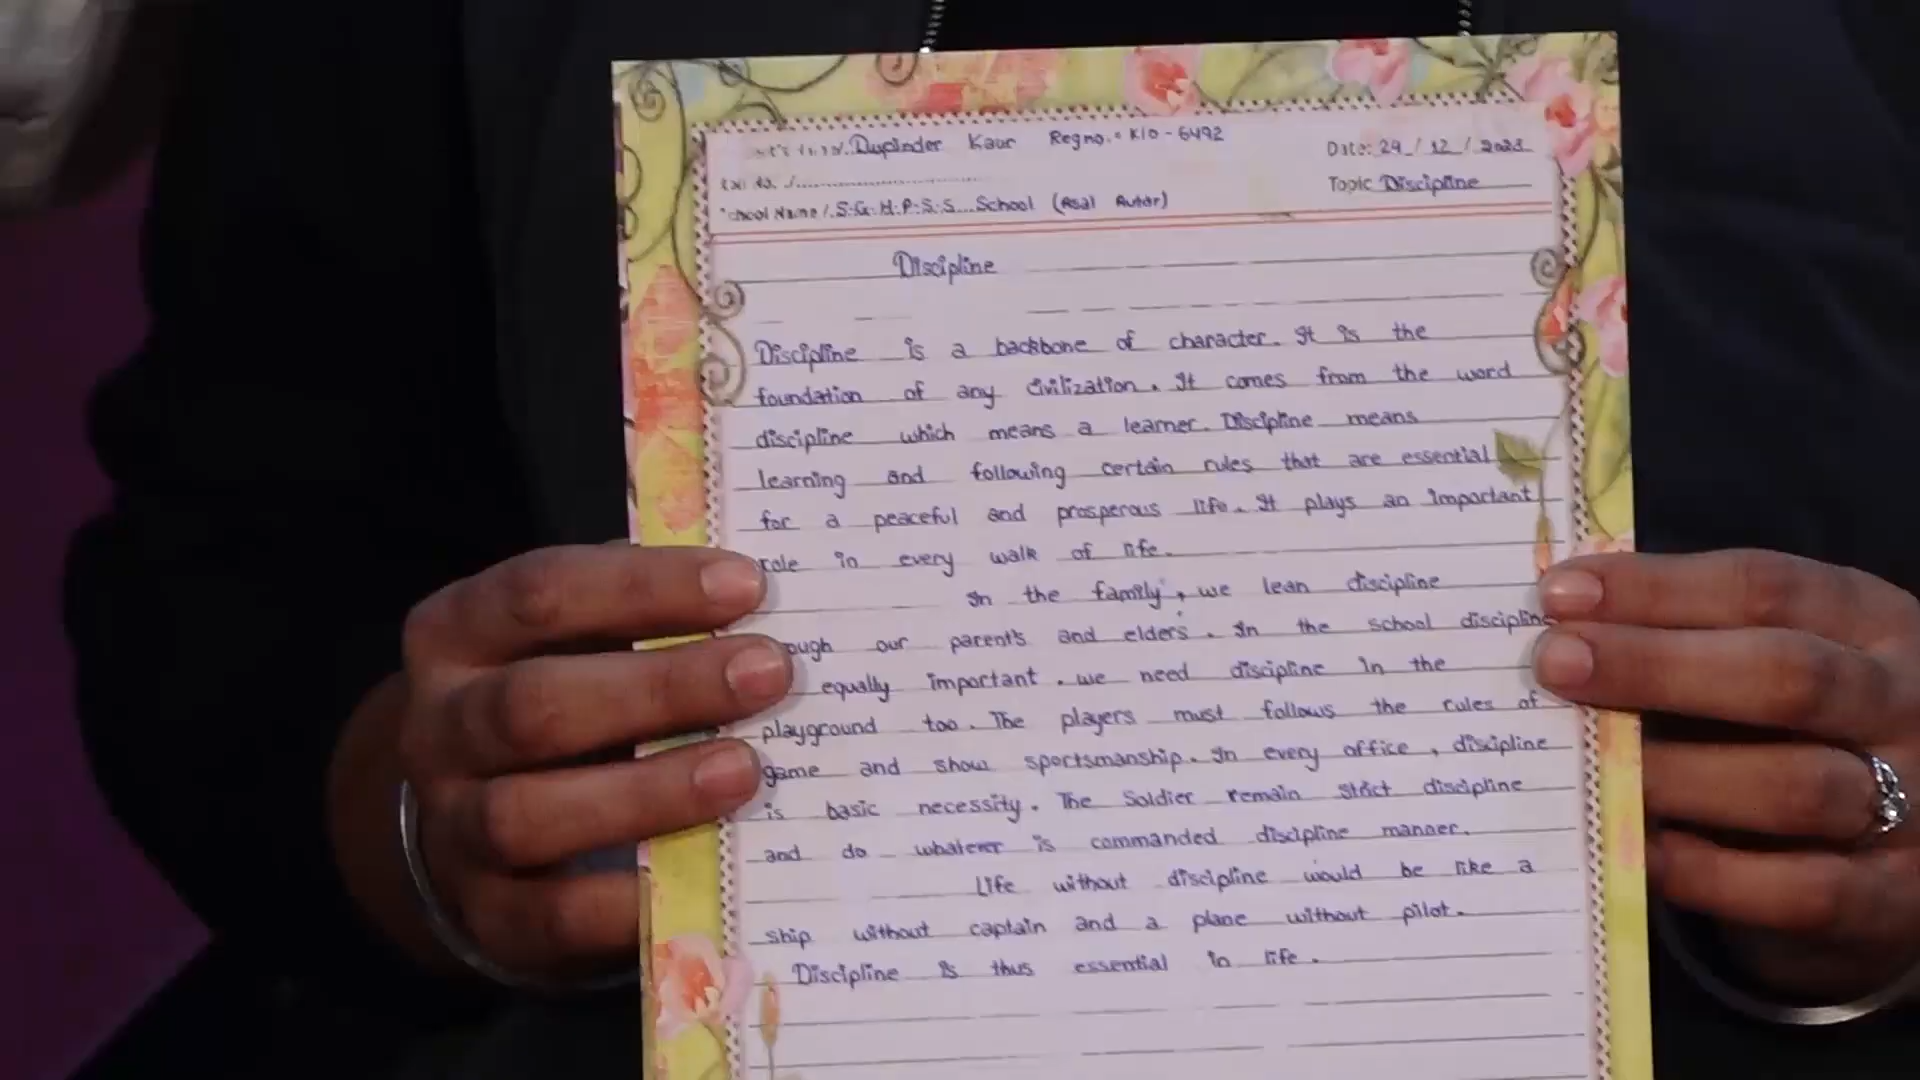 Dupinder Kaur Regno.: K10-6492
Date: 29/12/2023
Topic Discipline
School Name/.S.G.H.P.S.S....School (Asal Autar)
Discipline
Discipline is a backbone of character. It is the
foundation of any civilization. It comes from the word
discipline which means a learner. Discipline means
learning and following certain rules that are essential
for a peaceful and prosperous life. It plays an important
role in every walk of life.
In the family, we lean discipline
ough our parent's and elders. In the school discipline
equally important. we need discipline in the
playground too. The players must follows the rules of
game and show sportsmanship. In every office, discipline
is basic necessity. The Soldier remain strict discipline
and do whatever is commanded discipline manner.
Life without discipline would be like a
ship without captain and a plane without pilot.
Discipline is thus essential in life.